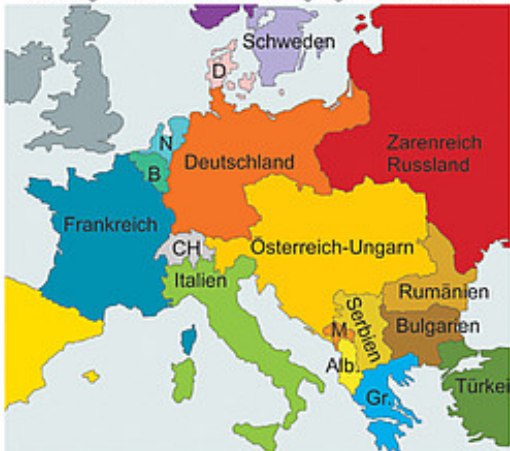 Schweden
D
Zarenreich
Russland
N
Deutschland
B
Frankreich
CH
Österreich-Ungarn
Italien
Rumänien
Serbien
M
Bulgarien
Alb.
Türkei
Gr.